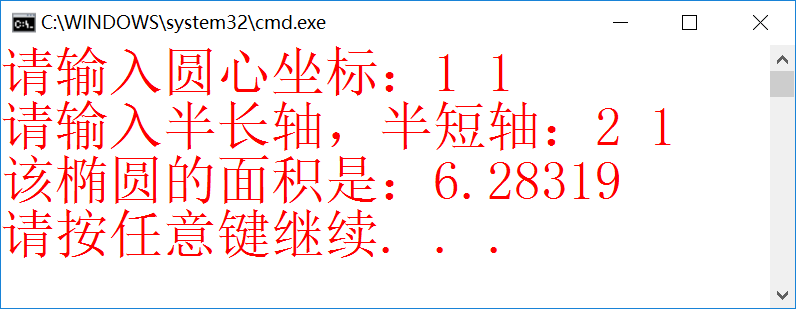 C:\WINDOWS\system32\cmd.exe
请输入圆心坐标：1 1
请输入半长轴，半短轴：2 1
该椭圆的面积是：6.28319
请按任意键继续. . .